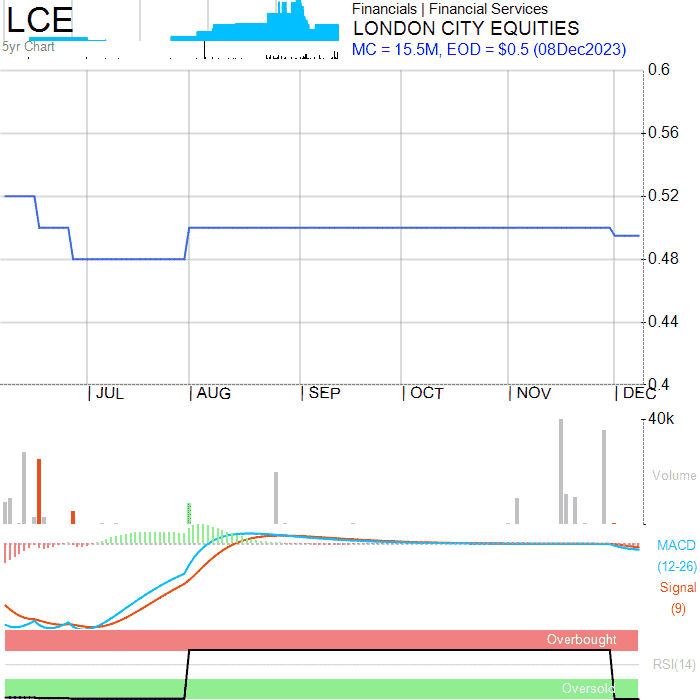 LCE
5yr Chart
Financials | Financial Services
LONDON CITY EQUITIES
MC = 15.5M, EOD = $0.5 (08Dec2023)
0.6
0.56
0.52
0.48
0.44
0.4
JUL AUG SEP OCT NOV DEC
40k
Volume
MACD
(12-26)
Signal
(9)
Overbought
RSI(14)
Oversold